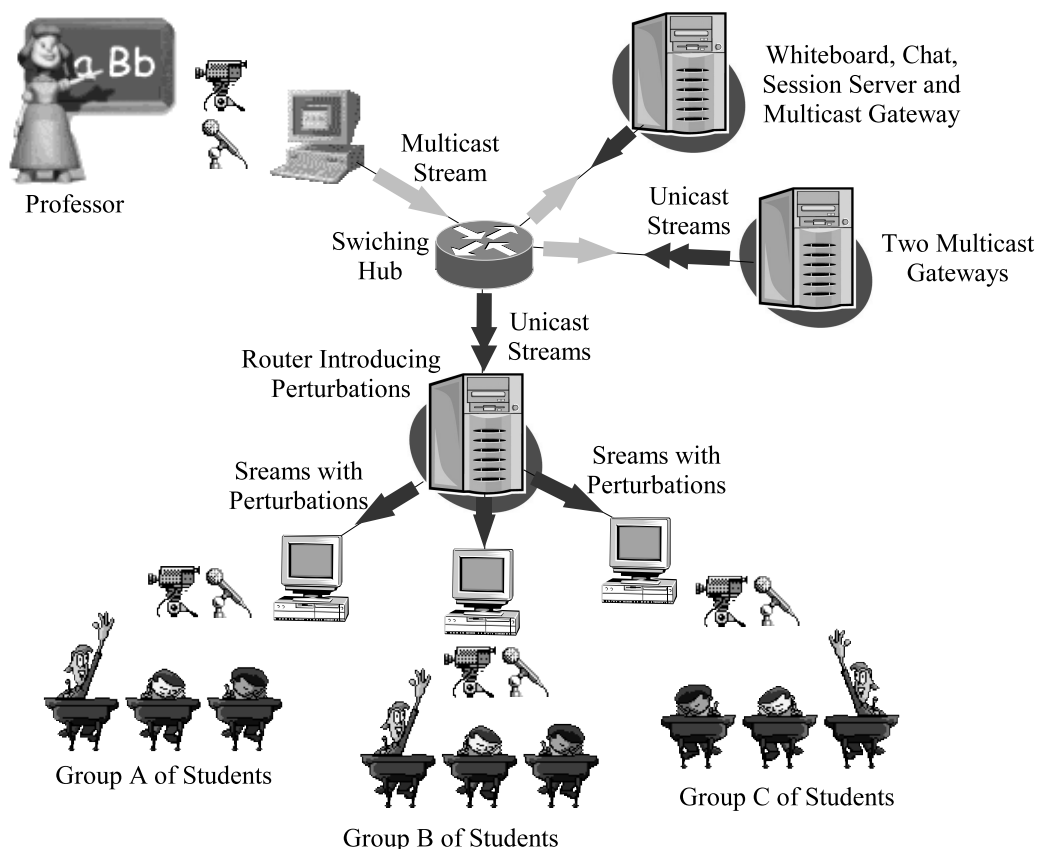 a Bb
Professor
Multicast
Stream
Whiteboard, Chat,
Session Server and
Multicast Gateway
Swiching
Hub
Unicast
Streams
Two Multicast
Gateways
Unicast
Streams
Router Introducing
Perturbations
Sreams with
Perturbations
Sreams with
Perturbations
Group A of Students
Group B of Students
Group C of Students